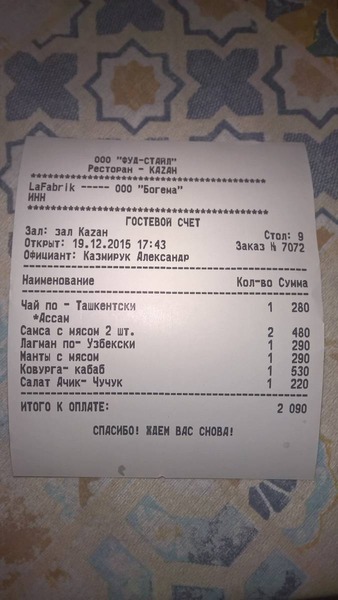 ООО "ФУД-СТАЙЛ"
Ресторан - KAZAH
****************************************
LaFabrik ----- ООО "Богена"
ИНН
****************************************
ГОСТЕВОЙ СЧЕТ
Зал: зал Kazan Стол: 9
Открыт: 19.12.2015 17:43 Заказ № 7072
Официант: Казмирук Александр
Наименование Кол-во Сумма
Чай по - Ташкентски 1 280
*Ассам
Самса с мясом 2 шт. 2 480
Лагман по- Узбекски 1 290
Манты с мясом 1 290
Ковурга- кабаб 1 530
Салат Ачик- Чучук 1 220
ИТОГО К ОПЛАТЕ: 2 090
СПАСИБО! ЖДЕМ ВАС СНОВА!